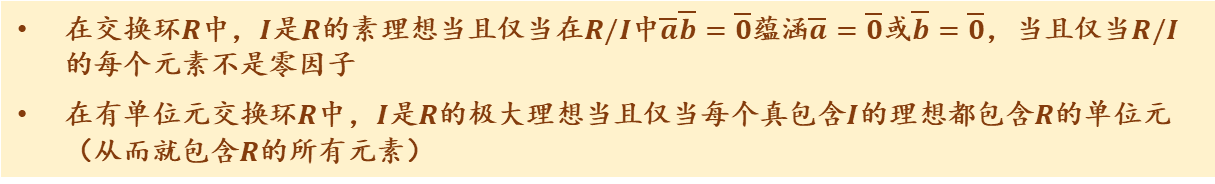 • 在交换环R中，I是R的素理想当且仅当在R/I中a̅b̅ = 0̅蕴涵a̅ = 0̅或b̅ = 0̅，当且仅当R/I
的每个元素不是零因子
• 在有单位元交换环R中，I是R的极大理想当且仅当每个真包含I的理想都包含R的单位元
（从而就包含R的所有元素）